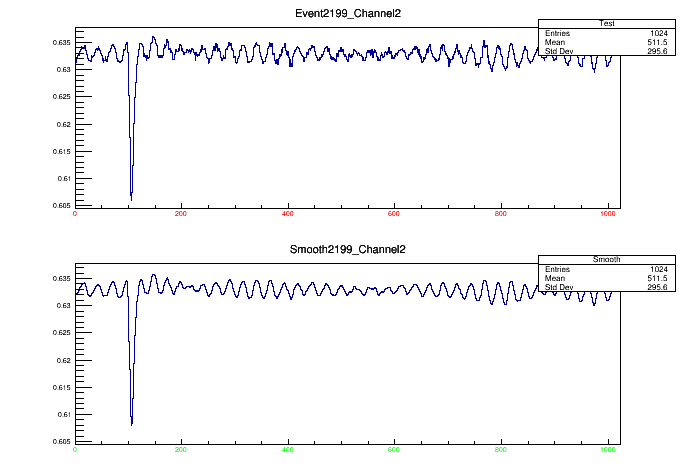 Event2199_Channel2
Test
Entries 1024
Mean 511.5
Std Dev 295.6
0.635
0.63
0.625
0.62
0.615
0.61
0.605
0 200 400 600 800 1000
Smooth2199_Channel2
Smooth
Entries 1024
Mean 511.5
Std Dev 295.6
0.635
0.63
0.625
0.62
0.615
0.61
0.605
0 200 400 600 800 1000